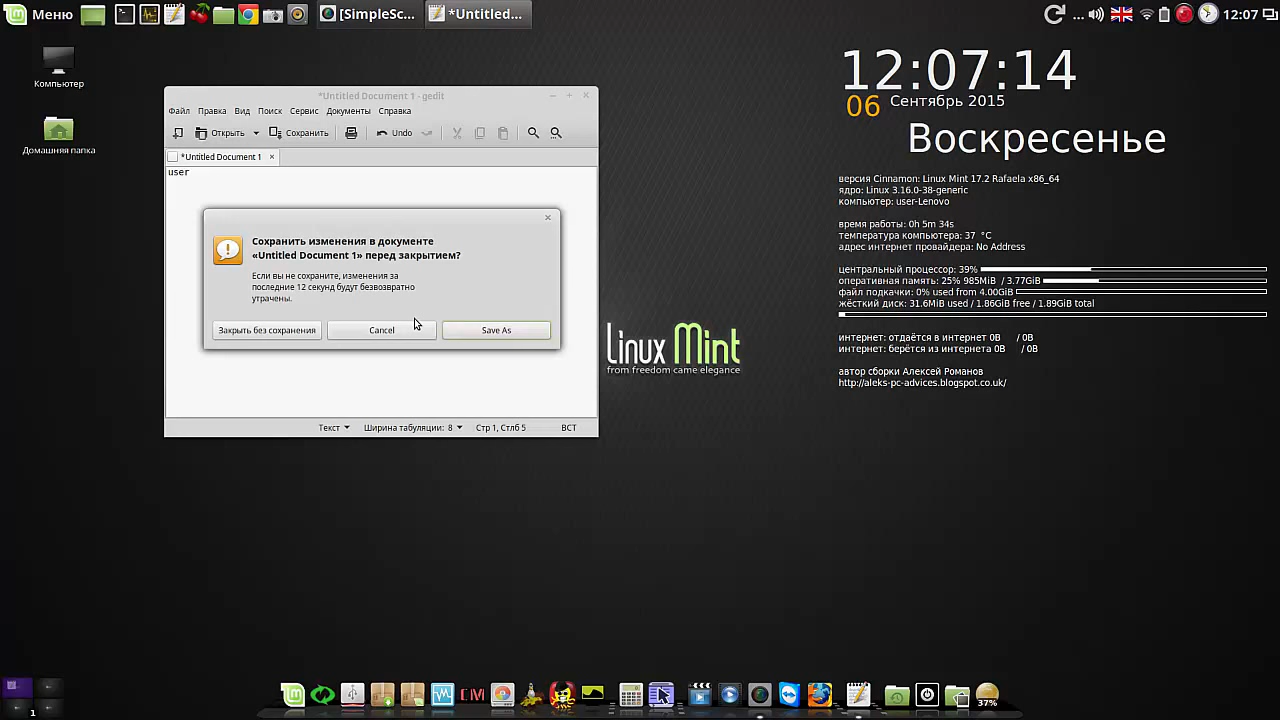 Меню
[SimpleSc...
*Untitled...
...
12:07
Компьютер
Домашняя папка
*Untitled Document 1 - gedit
Файл Правка Вид Поиск Сервис Документы Справка
Открыть Сохранить Undo
*Untitled Document 1
user
Сохранить изменения в документе
«Untitled Document 1» перед закрытием?
Если вы не сохраните, изменения за
последние 12 секунд будут безвозвратно
утрачены.
Закрыть без сохранения Cancel Save As
Текст Ширина табуляции: 8 Стр 1, Стлб 5 ВСТ
Linux Mint
from freedom came elegance
12:07:14
06 Сентябрь 2015
Воскресенье
версия Cinnamon: Linux Mint 17.2 Rafaela x86_64
ядро: Linux 3.16.0-38-generic
компьютер: user-Lenovo
время работы: 0h 5m 34s
температура компьютера: 37 °C
адрес интернет провайдера: No Address
центральный процессор: 39%
оперативная память: 25% 985MiB / 3.77GiB
файл подкачки: 0% used from 4.00GiB
жёсткий диск: 31.6MiB used / 1.86GiB free / 1.89GiB total
интернет: отдаётся в интернет 0B / 0B
интернет: берётся из интернета 0B / 0B
автор сборки Алексей Романов
http://aleks-pc-advices.blogspot.co.uk/
1
37%